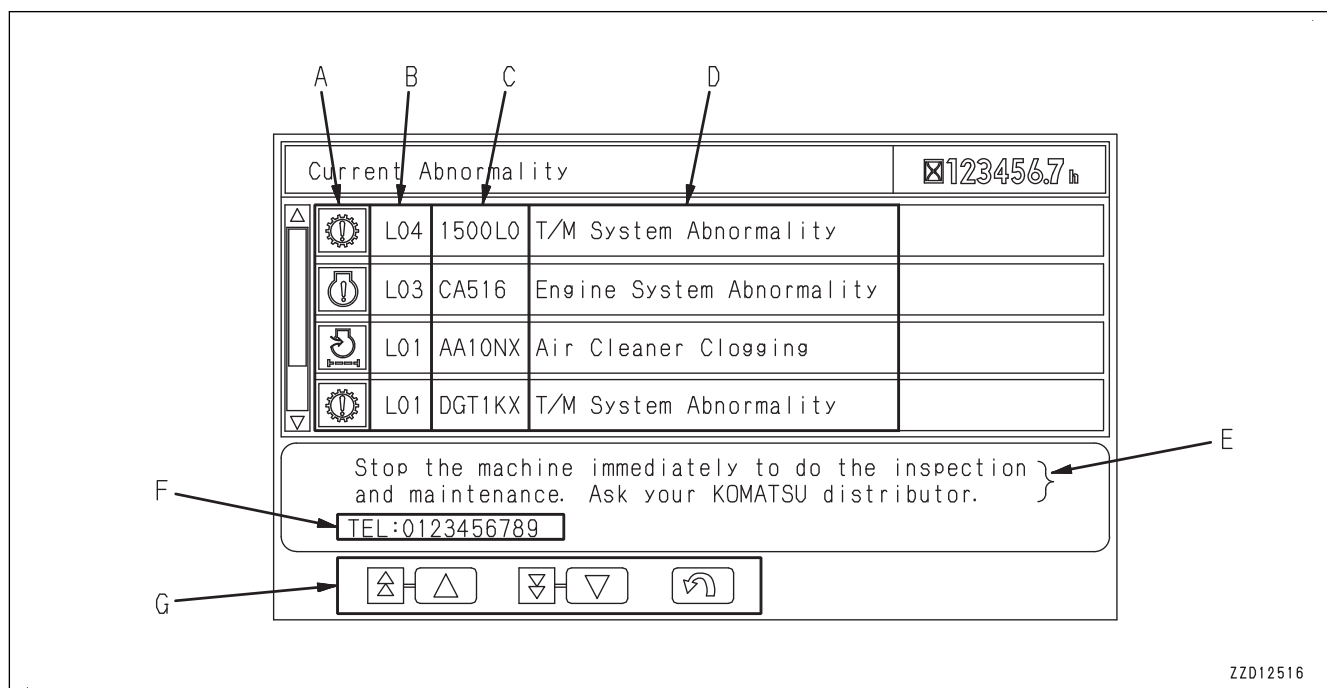 A B C D
Current Abnormality 123456.7 h
L04 1500L0 T/M System Abnormality
L03 CA516 Engine System Abnormality
L01 AA10NX Air Cleaner Clogging
L01 DGT1KX T/M System Abnormality
E
Stop the machine immediately to do the inspection
and maintenance. Ask your KOMATSU distributor.
F
TEL:0123456789
G
ZZD12516